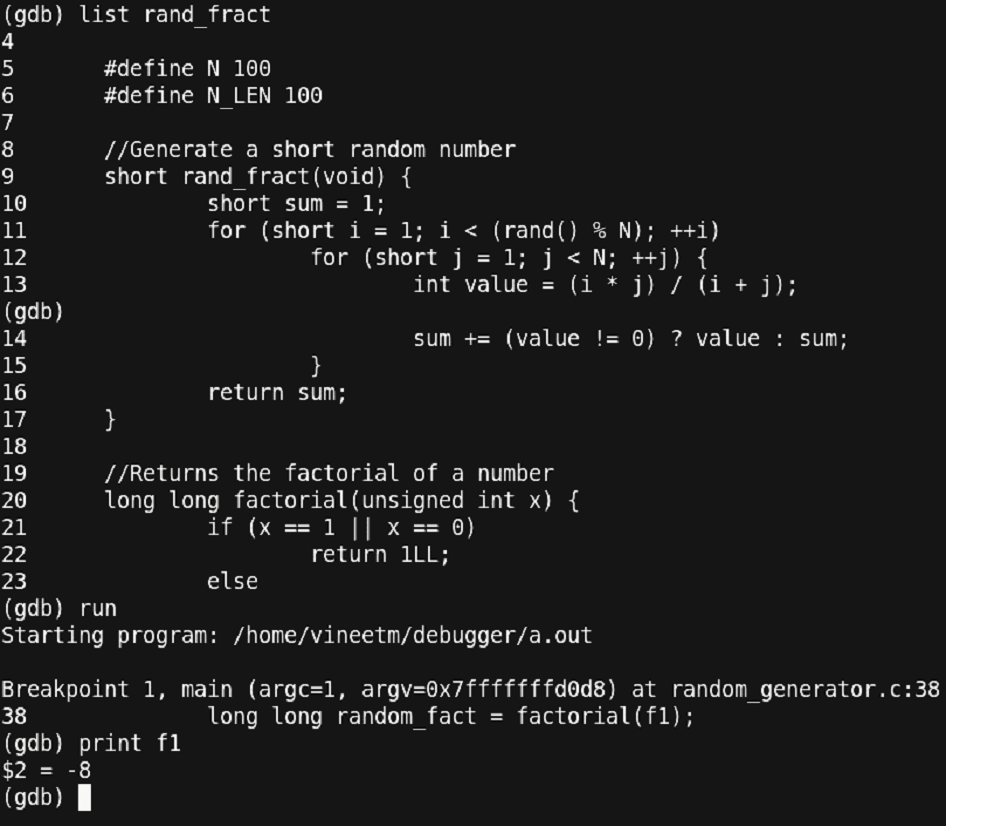 (gdb) list rand_fract
4
5       #define N 100
6       #define N_LEN 100
7
8       //Generate a short random number
9       short rand_fract(void) {
10              short sum = 1;
11              for (short i = 1; i < (rand() % N); ++i)
12                      for (short j = 1; j < N; ++j) {
13                              int value = (i * j) / (i + j);
(gdb)
14                              sum += (value != 0) ? value : sum;
15                      }
16              return sum;
17      }
18
19      //Returns the factorial of a number
20      long long factorial(unsigned int x) {
21              if (x == 1 || x == 0)
22                      return 1LL;
23              else
(gdb) run
Starting program: /home/vineetm/debugger/a.out

Breakpoint 1, main (argc=1, argv=0x7fffffffd0d8) at random_generator.c:38
38              long long random_fact = factorial(f1);
(gdb) print f1
$2 = -8
(gdb)